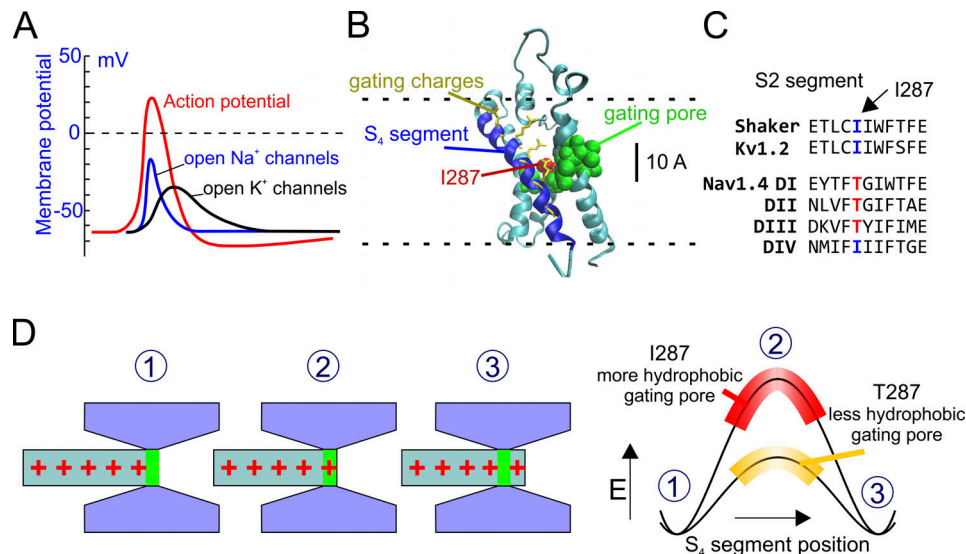 A
50
mV
Membrane potential
Action potential
0
open Na⁺ channels
open K⁺ channels
-50
B
gating charges
gating pore
S₄ segment
I287
10 A
C
S2 segment
I287
Shaker ETLCIIWFTFE
Kv1.2 ETLCIIWFSFE
Nav1.4 DI EYTFTGIWTFE
DII NLVFTGIFTAE
DIII DKVFTYIFIME
DIV NMIFIIIFTGE
D
1
2
3
+ + + + +
+ + + + +
+ + + + +
I287
more hydrophobic
gating pore
2
T287
less hydrophobic
gating pore
E
1
3
S₄ segment position